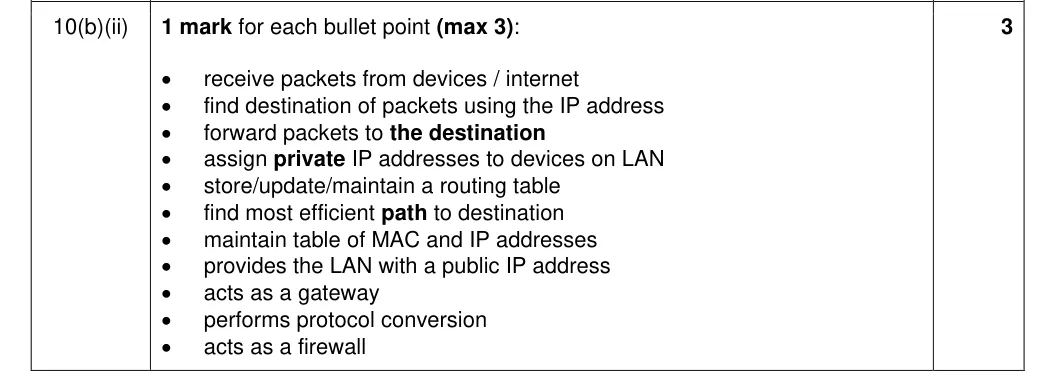 10(b)(ii) 1 mark for each bullet point (max 3): 3
• receive packets from devices / internet
• find destination of packets using the IP address
• forward packets to the destination
• assign private IP addresses to devices on LAN
• store/update/maintain a routing table
• find most efficient path to destination
• maintain table of MAC and IP addresses
• provides the LAN with a public IP address
• acts as a gateway
• performs protocol conversion
• acts as a firewall